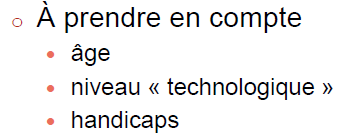 À prendre en compte
âge
niveau « technologique »
handicaps